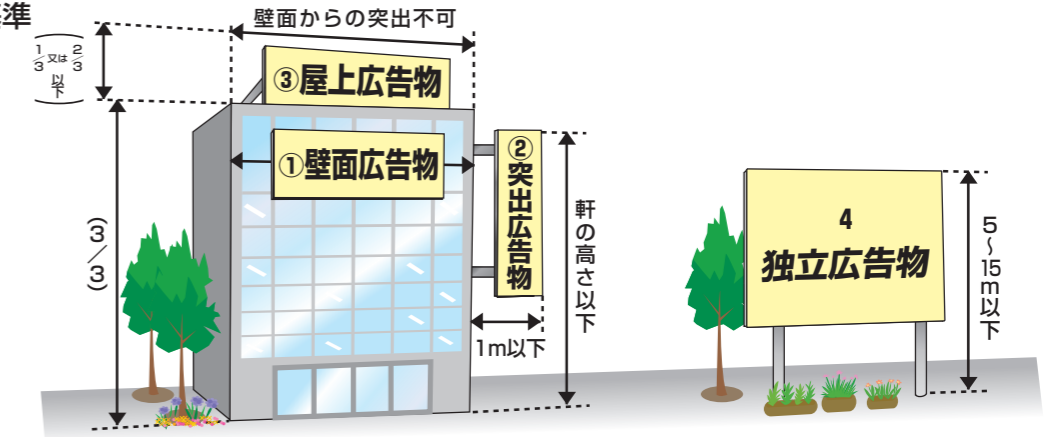 準
壁面からの突出不可
(1/3又は2/3以下)
③屋上広告物
①壁面広告物
②突出広告物
(3/3)
軒の高さ以下
1m以下
4
独立広告物
5～15m以下